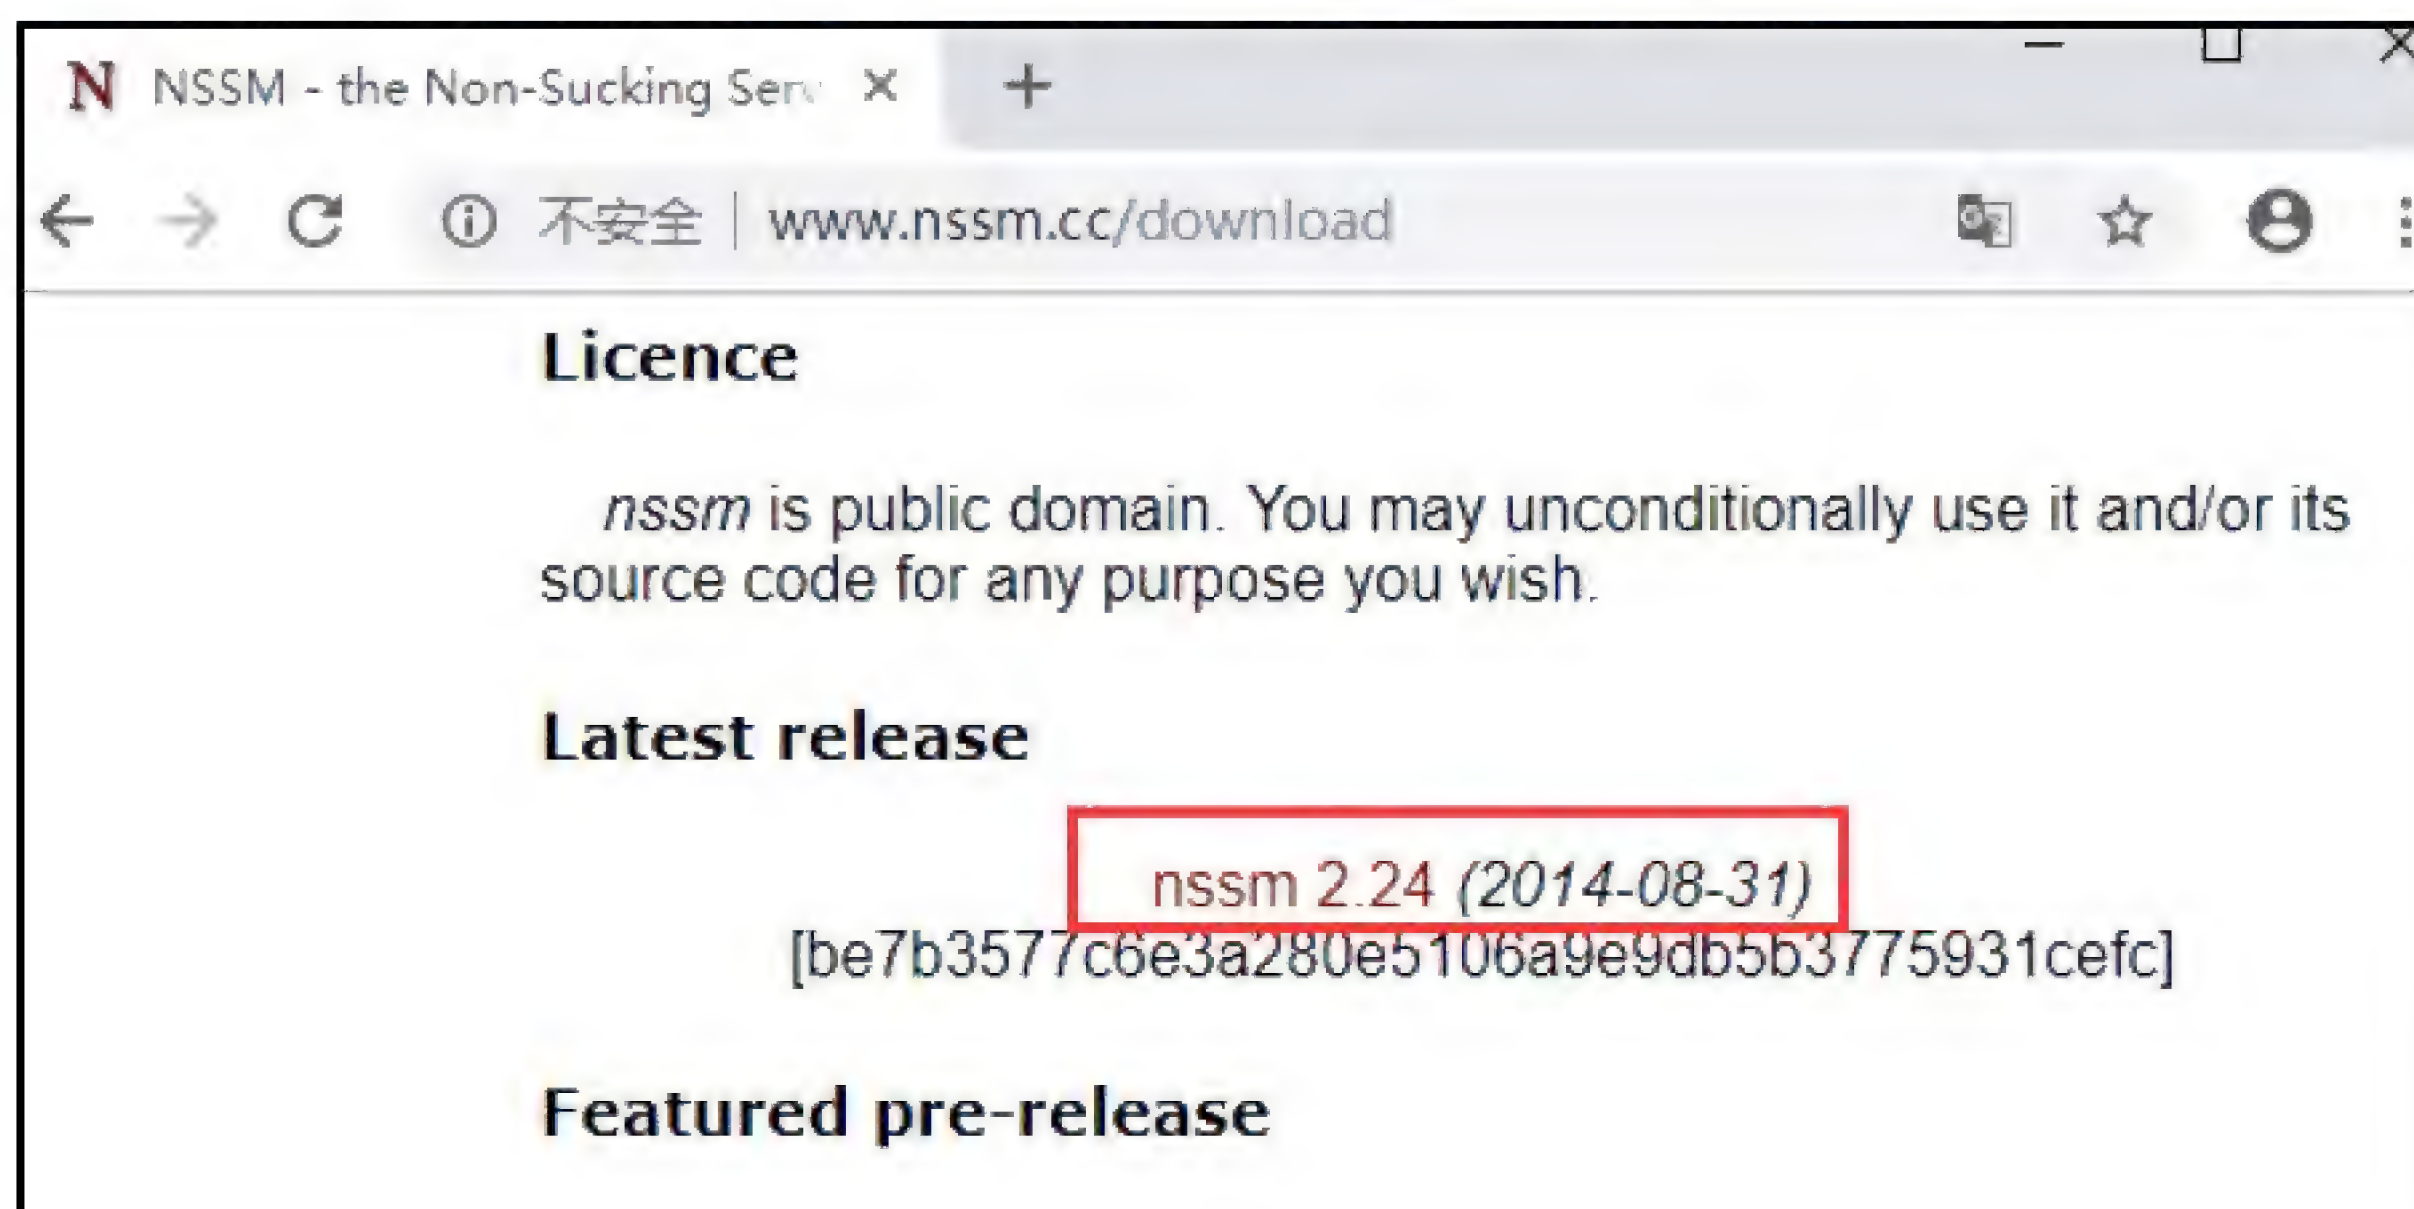 N NSSM - the Non-Sucking Serv
不安全 www.nssm.cc/download
Licence
nssm is public domain. You may unconditionally use it and/or its
source code for any purpose you wish.
Latest release
nssm 2.24 (2014-08-31)
[be7b3577c6e3a280e5106a9e9db5b3775931cefc]
Featured pre-release